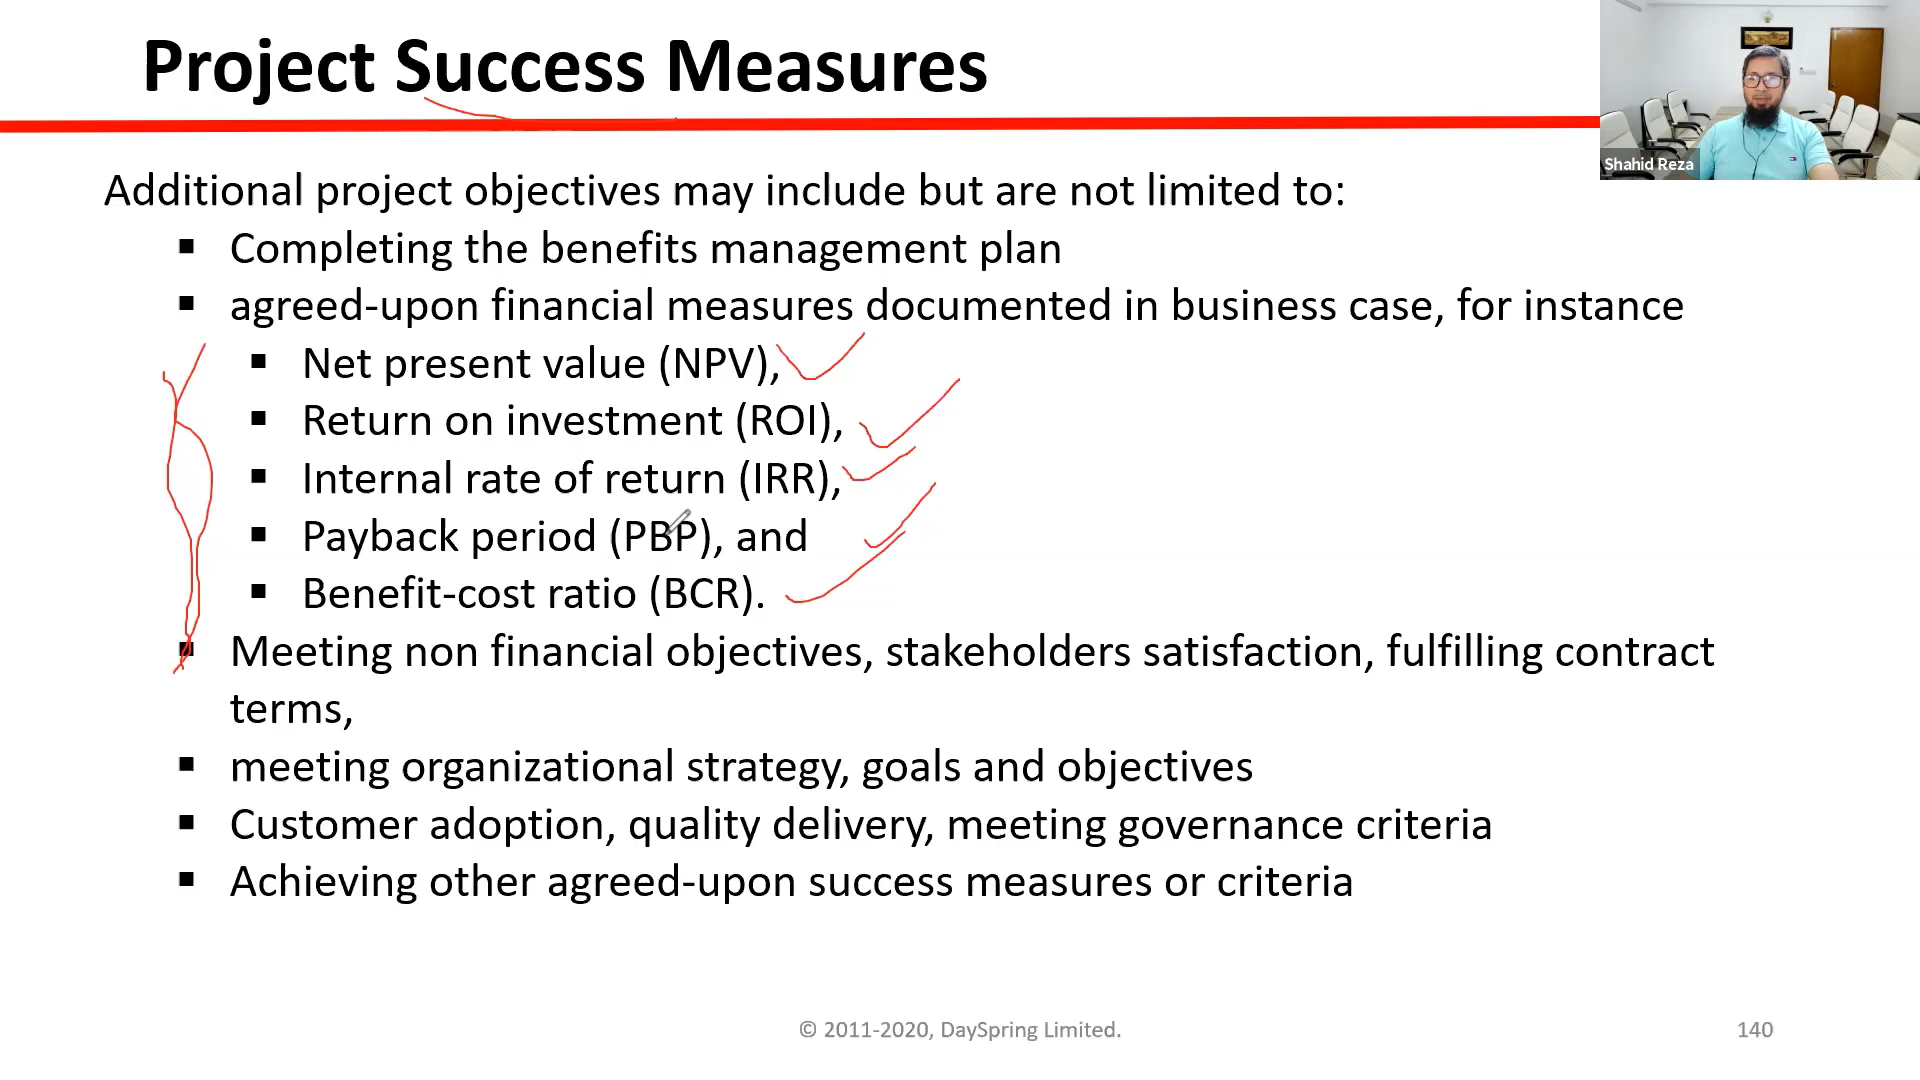 Project Success Measures
Shahid Reza
Additional project objectives may include but are not limited to:
▪ Completing the benefits management plan
▪ agreed-upon financial measures documented in business case, for instance
▪ Net present value (NPV),
▪ Return on investment (ROI),
▪ Internal rate of return (IRR),
▪ Payback period (PBP), and
▪ Benefit-cost ratio (BCR).
▪ Meeting non financial objectives, stakeholders satisfaction, fulfilling contract
terms,
▪ meeting organizational strategy, goals and objectives
▪ Customer adoption, quality delivery, meeting governance criteria
▪ Achieving other agreed-upon success measures or criteria
© 2011-2020, DaySpring Limited.
140